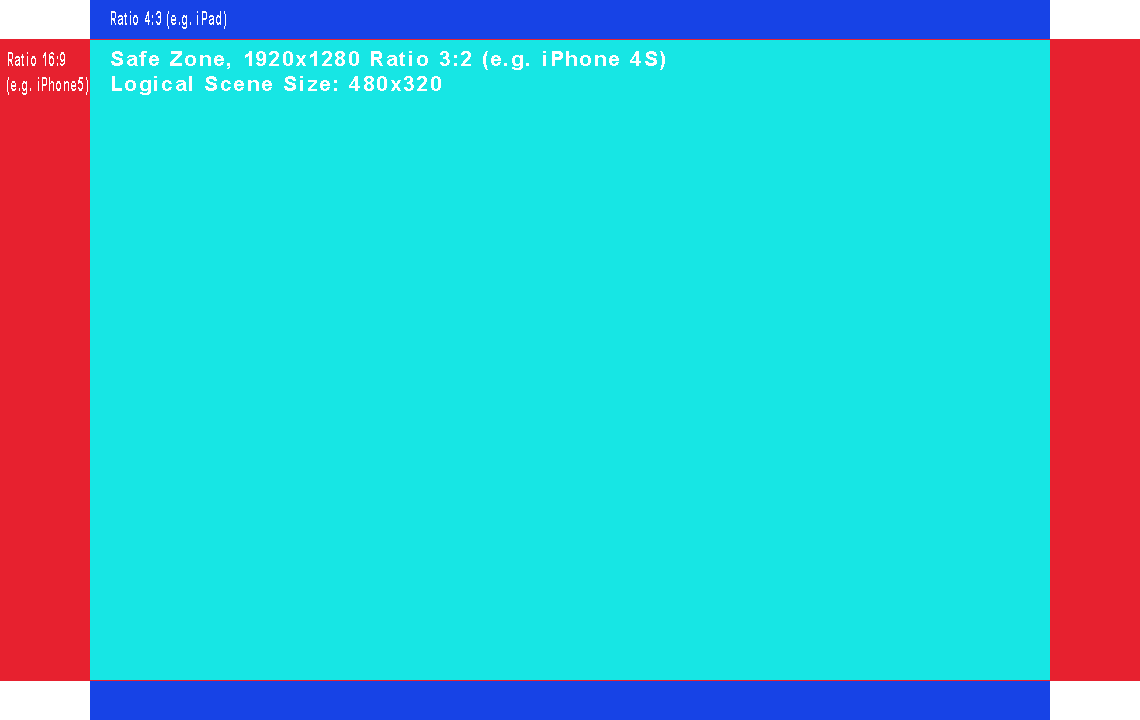 Ratio 4:3 (e.g. iPad)
Ratio 16:9
(e.g. iPhone5)
Safe Zone, 1920x1280 Ratio 3:2 (e.g. iPhone 4S)
Logical Scene Size: 480x320